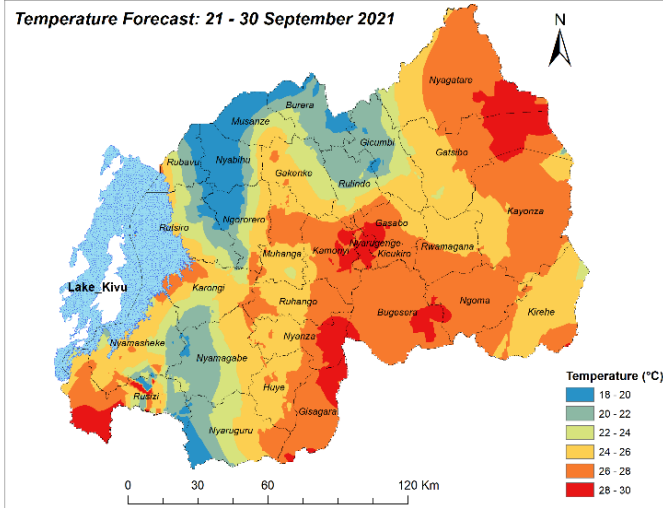 Temperature Forecast: 21 - 30 September 2021
N
Nyagatare
Burera
Musanze
Gicumbi
Rubavu
Nyabihu
Gatsibo
Gakenke
Rulindo
Kayonza
Ngororero
Gasabo
Rutsiro
Nyarugenge
Rwamagana
Muhanga
Kamonyi
Kicukiro
Lake_Kivu
Karongi
Ruhango
Ngoma
Bugesera
Kirehe
Nyanza
Nyamasheke
Nyamagabe
Huye
Rusizi
Gisagara
Nyaruguru
Temperature (°C)
18 - 20
20 - 22
22 - 24
24 - 26
26 - 28
28 - 30
0 30 60 120 Km